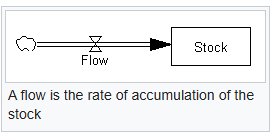 Stock
Flow
A flow is the rate of accumulation of the
stock